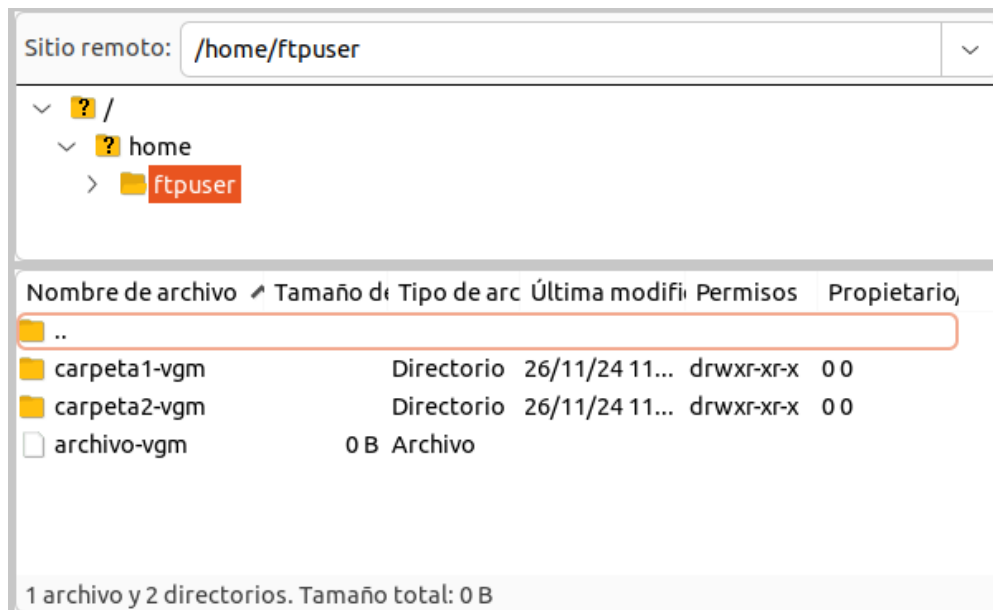 Sitio remoto: /home/ftpuser
? /
? home
ftpuser
Nombre de archivo Tamaño de Tipo de arc Última modifi Permisos Propietario/
..
carpeta1-vgm Directorio 26/11/24 11... drwxr-xr-x 0 0
carpeta2-vgm Directorio 26/11/24 11... drwxr-xr-x 0 0
archivo-vgm 0 B Archivo
1 archivo y 2 directorios. Tamaño total: 0 B